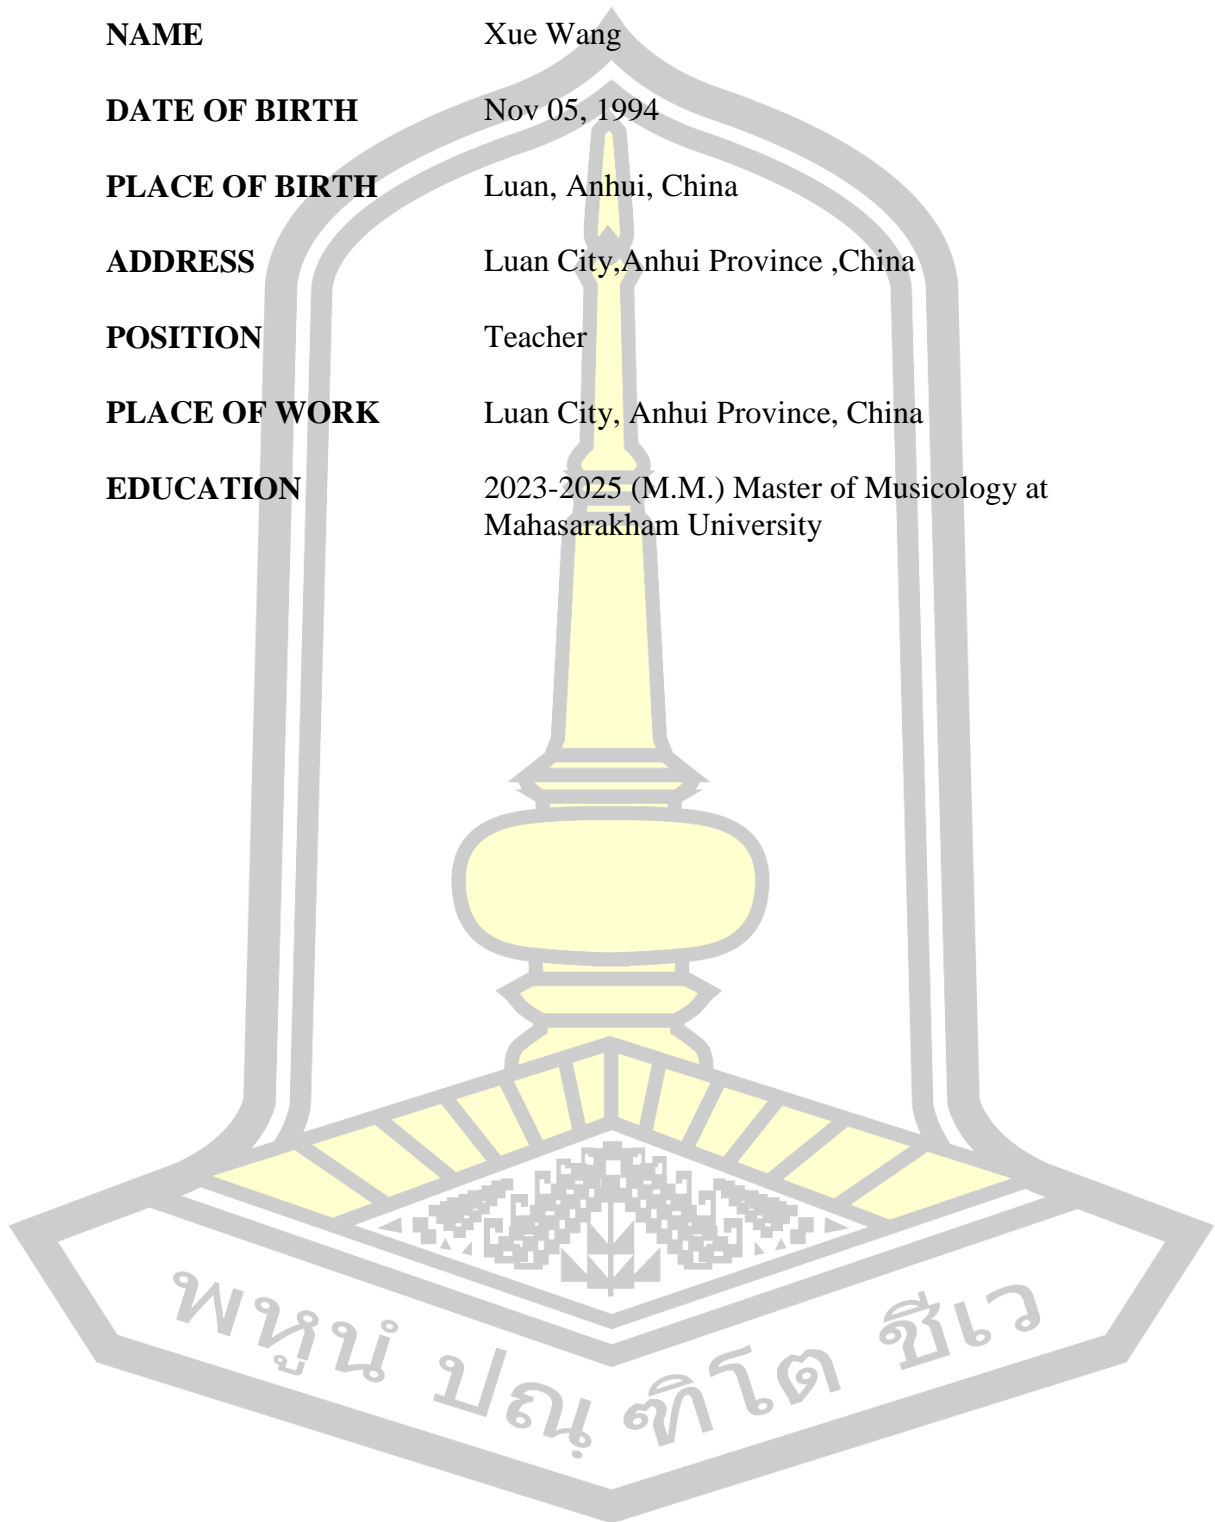 NAME Xue Wang
DATE OF BIRTH Nov 05, 1994
PLACE OF BIRTH Luan, Anhui, China
ADDRESS Luan City,Anhui Province ,China
POSITION Teacher
PLACE OF WORK Luan City, Anhui Province, China
EDUCATION 2023-2025 (M.M.) Master of Musicology at
Mahasarakham University
พหูนํ ปณฺ ฑิโต ชีเว